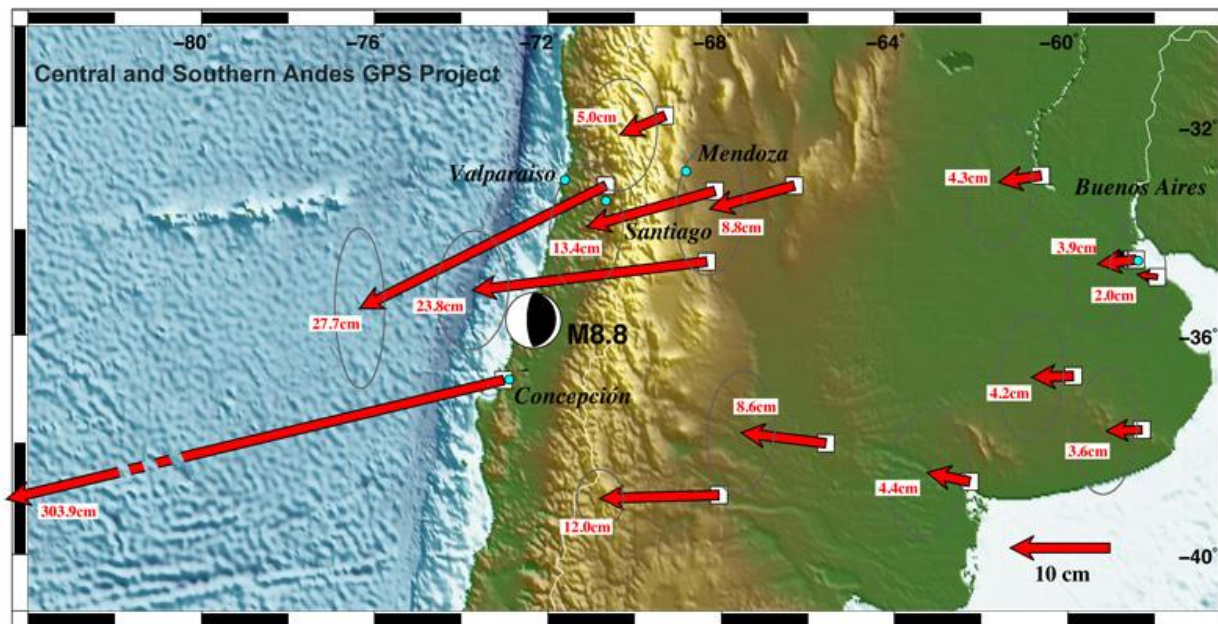 −80 −76 −72 −68 −64 −60
Central and Southern Andes GPS Project
5.0cm
−32
Mendoza
Valparaiso
4.3cm
Buenos Aires
8.8cm
Santiago
13.4cm
3.9cm
23.8cm
2.0cm
27.7cm
M8.8
−36
4.2cm
Concepción
8.6cm
3.6cm
4.4cm
303.9cm
12.0cm
−40
10 cm